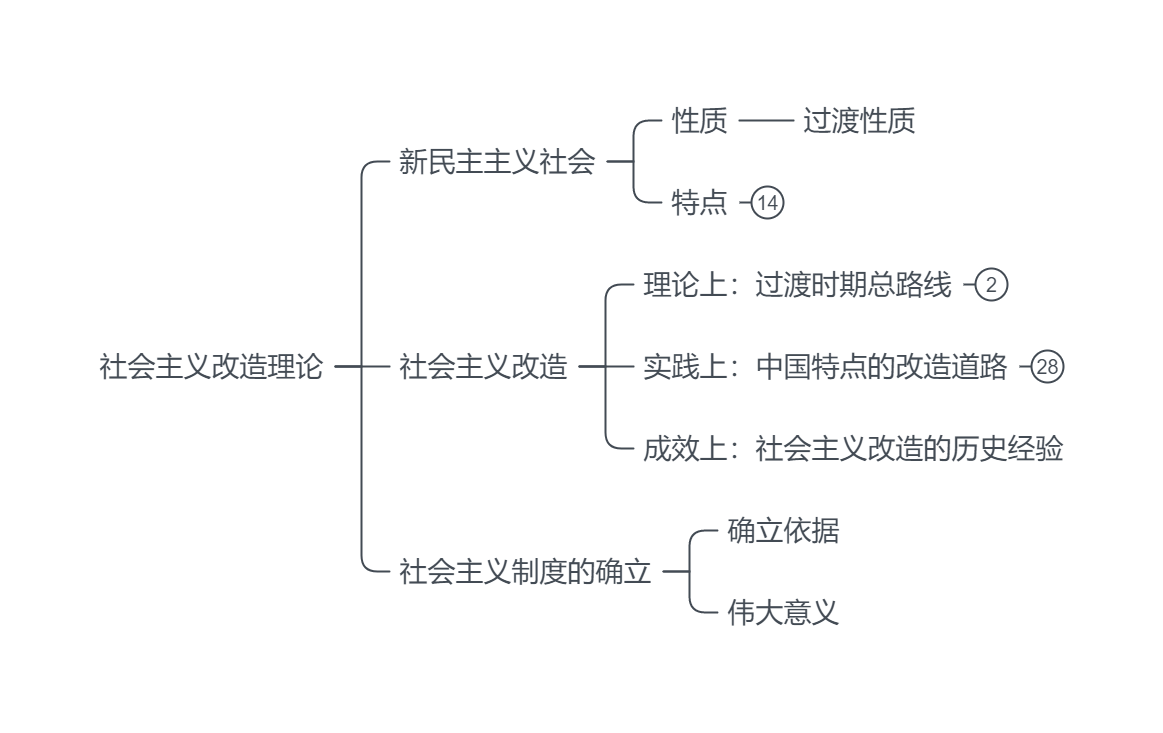 社会主义改造理论
新民主主义社会
性质
过渡性质
特点
14
社会主义改造
理论上：过渡时期总路线
2
实践上：中国特点的改造道路
28
成效上：社会主义改造的历史经验
社会主义制度的确立
确立依据
伟大意义